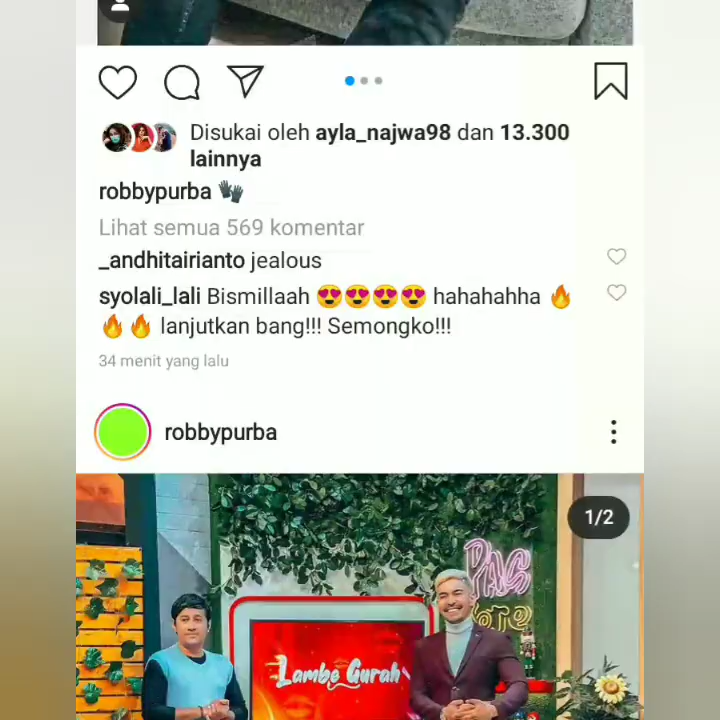 Disukai oleh ayla_najwa98 dan 13.300
lainnya
robbypurba 🧤
Lihat semua 569 komentar
_andhitairianto jealous
syolali_lali Bismillaah 😍😍😍😍 hahahahha 🔥
🔥🔥 lanjutkan bang!!! Semongko!!!
34 menit yang lalu
robbypurba
1/2
PAS
Lambe Gurah